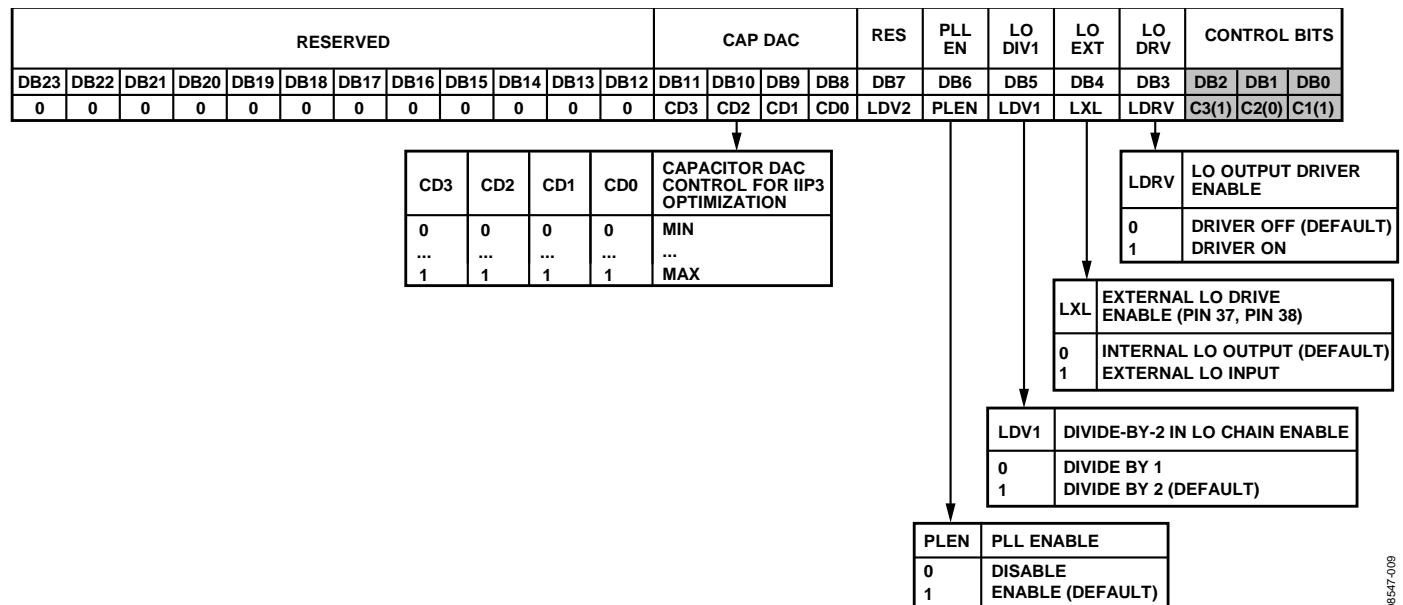 RESERVED CAP DAC RES PLL EN LO DIV1 LO EXT LO DRV CONTROL BITS
DB23 DB22 DB21 DB20 DB19 DB18 DB17 DB16 DB15 DB14 DB13 DB12 DB11 DB10 DB9 DB8 DB7 DB6 DB5 DB4 DB3 DB2 DB1 DB0
0 0 0 0 0 0 0 0 0 0 0 0 CD3 CD2 CD1 CD0 LDV2 PLEN LDV1 LXL LDRV C3(1) C2(0) C1(1)
CD3 CD2 CD1 CD0 CAPACITOR DAC
CONTROL FOR IIP3
OPTIMIZATION
0 0 0 0 MIN
... ... ... ... ...
1 1 1 1 MAX
LDRV LO OUTPUT DRIVER
ENABLE
0 DRIVER OFF (DEFAULT)
1 DRIVER ON
LXL EXTERNAL LO DRIVE
ENABLE (PIN 37, PIN 38)
0 INTERNAL LO OUTPUT (DEFAULT)
1 EXTERNAL LO INPUT
LDV1 DIVIDE-BY-2 IN LO CHAIN ENABLE
0 DIVIDE BY 1
1 DIVIDE BY 2 (DEFAULT)
PLEN PLL ENABLE
0 DISABLE
1 ENABLE (DEFAULT)
08547-009